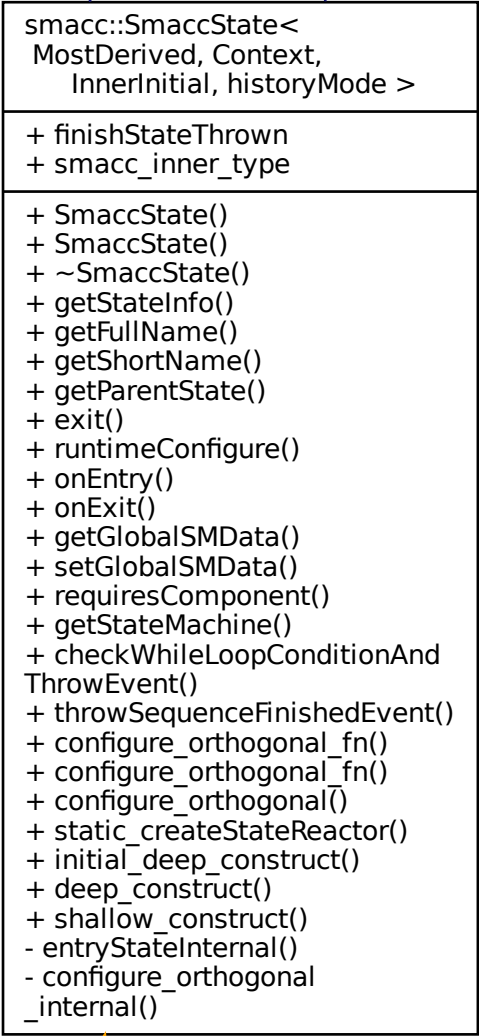 smacc::SmaccState<
MostDerived, Context,
InnerInitial, historyMode >
+ finishStateThrown
+ smacc_inner_type
+ SmaccState()
+ SmaccState()
+ ~SmaccState()
+ getStateInfo()
+ getFullName()
+ getShortName()
+ getParentState()
+ exit()
+ runtimeConfigure()
+ onEntry()
+ onExit()
+ getGlobalSMData()
+ setGlobalSMData()
+ requiresComponent()
+ getStateMachine()
+ checkWhileLoopConditionAnd
ThrowEvent()
+ throwSequenceFinishedEvent()
+ configure_orthogonal_fn()
+ configure_orthogonal_fn()
+ configure_orthogonal()
+ static_createStateReactor()
+ initial_deep_construct()
+ deep_construct()
+ shallow_construct()
- entryStateInternal()
- configure_orthogonal
_internal()